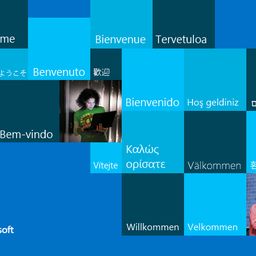 me
Bienvenue
Tervetuloa
ようこそ
Benvenuto
歡迎
Bienvenido
Hoş geldiniz
Bem-vindo
Vítejte
Καλώς
ορίσατε
Välkommen
Willkommen
Velkommen
soft